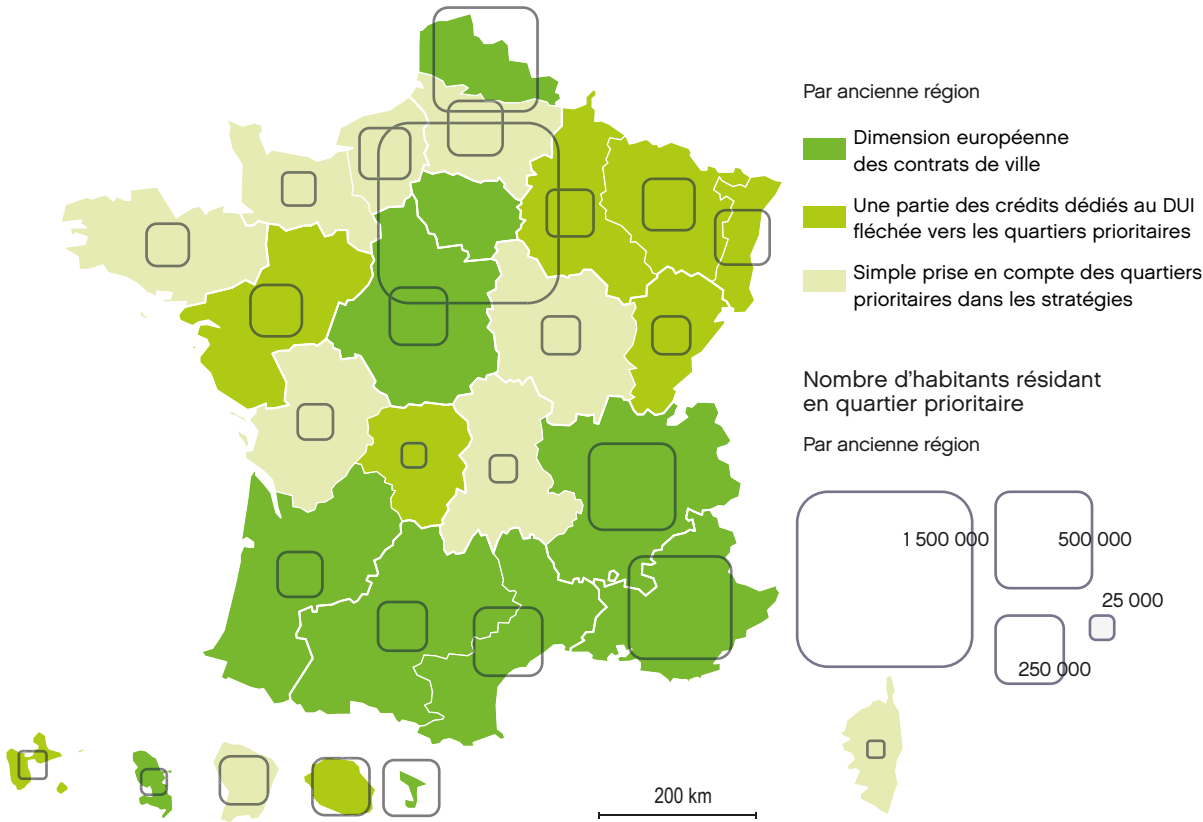 Par ancienne région
Dimension européenne
des contrats de ville
Une partie des crédits dédiés au DUI
fléchée vers les quartiers prioritaires
Simple prise en compte des quartiers
prioritaires dans les stratégies
Nombre d’habitants résidant
en quartier prioritaire
Par ancienne région
1 500 000
500 000
25 000
250 000
200 km